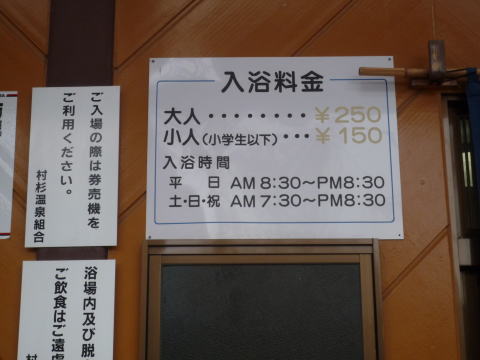 入浴料金
大人・・・・・・・・￥250
小人(小学生以下)・・・￥150
入浴時間
平　日 AM 8:30～PM8:30
土・日・祝 AM 7:30～PM8:30
ご入場の際は券売機を
ご利用ください。
村杉温泉組合
浴場内及び脱
ご飲食はご遠慮